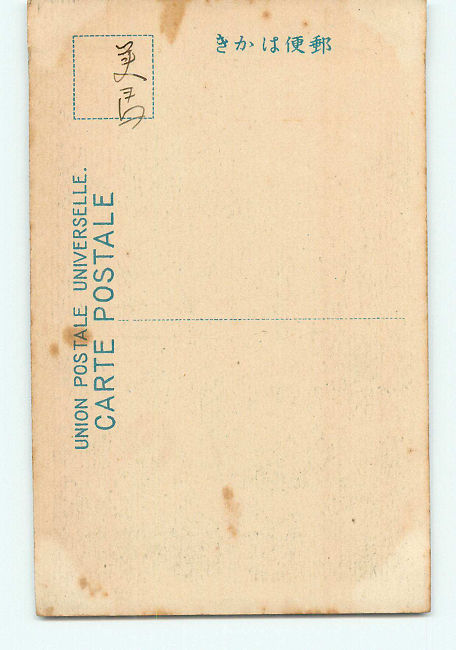 郵便はかき
UNION POSTALE UNIVERSELLE.
CARTE POSTALE